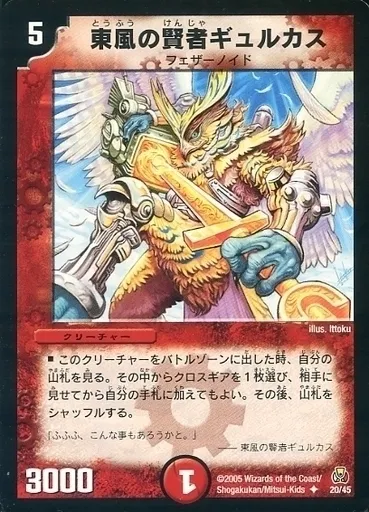 5
とうふう けんじゃ
東風の賢者ギュルカス
フェザーノイド
illus. Ittoku
クリーチャー
■ このクリーチャーをバトルゾーンに出した時、自分の
山札を見る。その中からクロスギアを1枚選び、相手に
見せてから自分の手札に加えてもよい。その後、山札を
シャッフルする。
「ふふふ、こんな事もあろうかと。」
―― 東風の賢者ギュルカス
3000
1
©2005 Wizards of the Coast/
Shogakukan/Mitsui-Kids
20/45